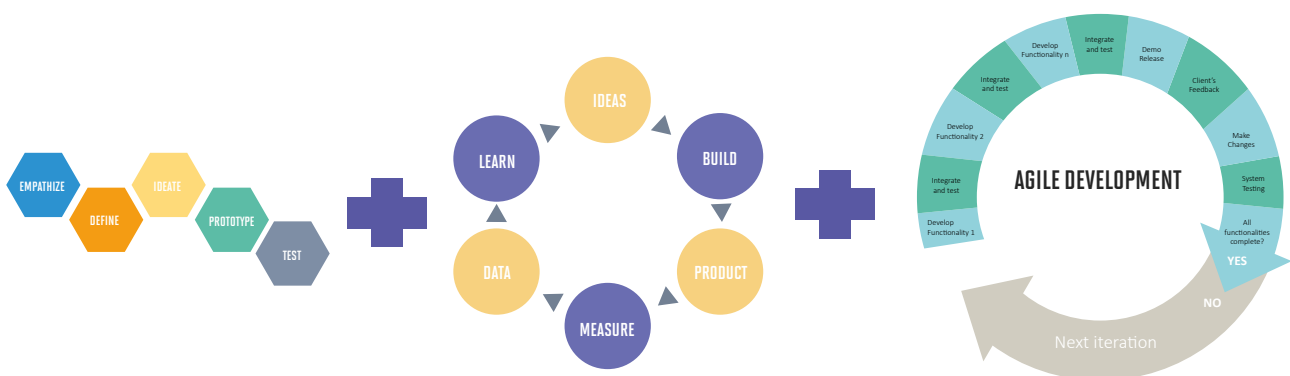 EMPATHIZE
DEFINE
IDEATE
PROTOTYPE
TEST
IDEAS
BUILD
PRODUCT
MEASURE
DATA
LEARN
AGILE DEVELOPMENT
Develop
Functionality 1
Integrate
and test
Develop
Functionality 2
Integrate
and test
Develop
Functionality n
Integrate
and test
Demo
Release
Client's
Feedback
Make
Changes
System
Testing
All
functionalities
complete?
YES
NO
Next iteration